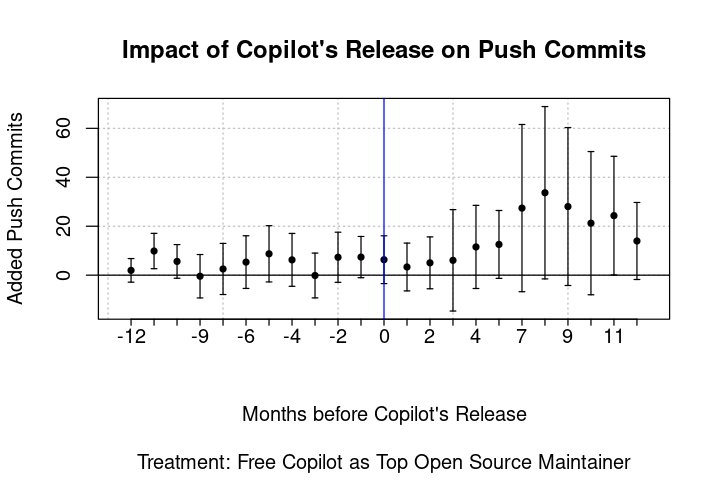 Impact of Copilot's Release on Push Commits
Added Push Commits
60
40
20
0
-12 -9 -6 -4 -2 0 2 4 7 9 11
Months before Copilot's Release
Treatment: Free Copilot as Top Open Source Maintainer